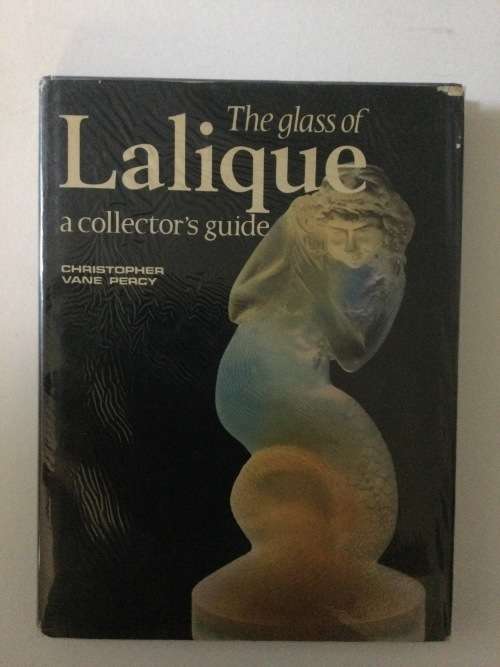 The glass of
Lalique
a collector's guide
CHRISTOPHER
VANE PERCY